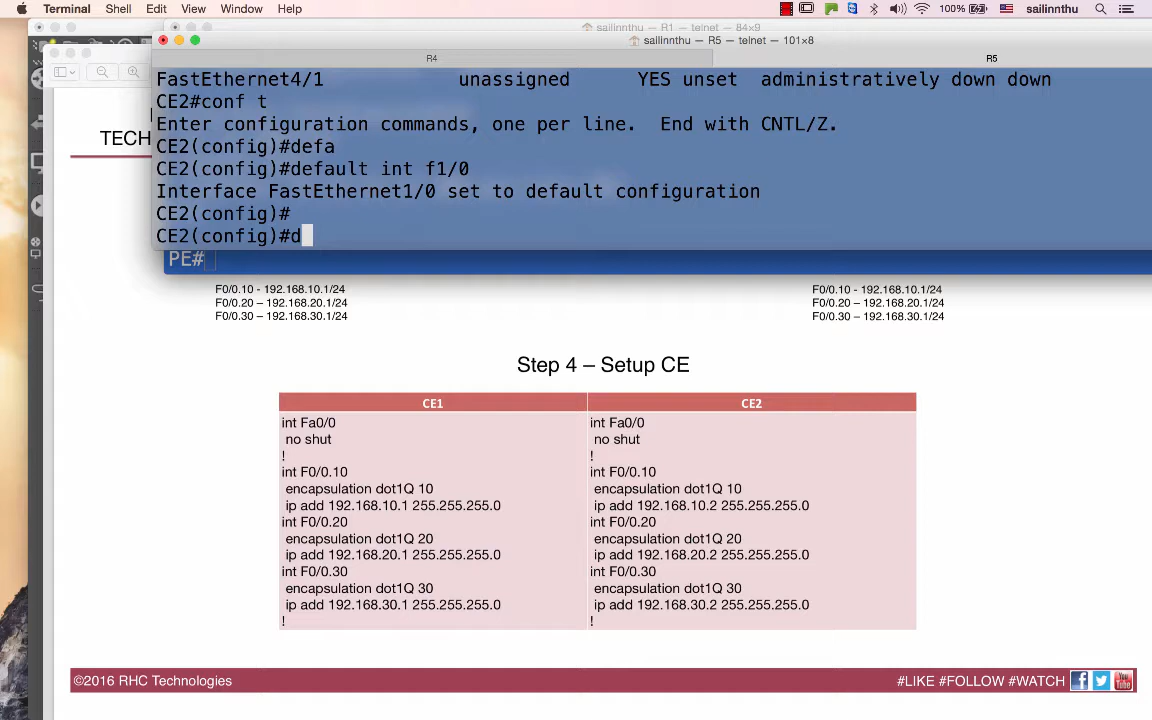 Terminal Shell Edit View Window Help 100% sailinnthu
sailinnthu — R1 — telnet — 84×9
sailinnthu — R5 — telnet — 101×8
R4 R5
FastEthernet4/1 unassigned YES unset administratively down down
CE2#conf t
Enter configuration commands, one per line. End with CNTL/Z.
CE2(config)#defa
CE2(config)#default int f1/0
Interface FastEthernet1/0 set to default configuration
CE2(config)#
CE2(config)#d
TECH
PE#
F0/0.10 - 192.168.10.1/24
F0/0.20 – 192.168.20.1/24
F0/0.30 – 192.168.30.1/24
F0/0.10 - 192.168.10.1/24
F0/0.20 – 192.168.20.1/24
F0/0.30 – 192.168.30.1/24
Step 4 – Setup CE
CE1
int Fa0/0
no shut
!
int F0/0.10
encapsulation dot1Q 10
ip add 192.168.10.1 255.255.255.0
int F0/0.20
encapsulation dot1Q 20
ip add 192.168.20.1 255.255.255.0
int F0/0.30
encapsulation dot1Q 30
ip add 192.168.30.1 255.255.255.0
!
CE2
int Fa0/0
no shut
!
int F0/0.10
encapsulation dot1Q 10
ip add 192.168.10.2 255.255.255.0
int F0/0.20
encapsulation dot1Q 20
ip add 192.168.20.2 255.255.255.0
int F0/0.30
encapsulation dot1Q 30
ip add 192.168.30.2 255.255.255.0
!
©2016 RHC Technologies
#LIKE #FOLLOW #WATCH